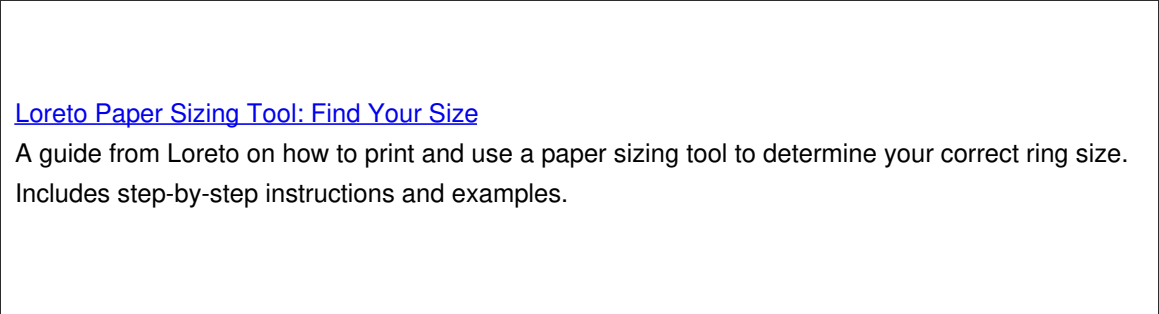 Loreto Paper Sizing Tool: Find Your Size
A guide from Loreto on how to print and use a paper sizing tool to determine your correct ring size.
Includes step-by-step instructions and examples.